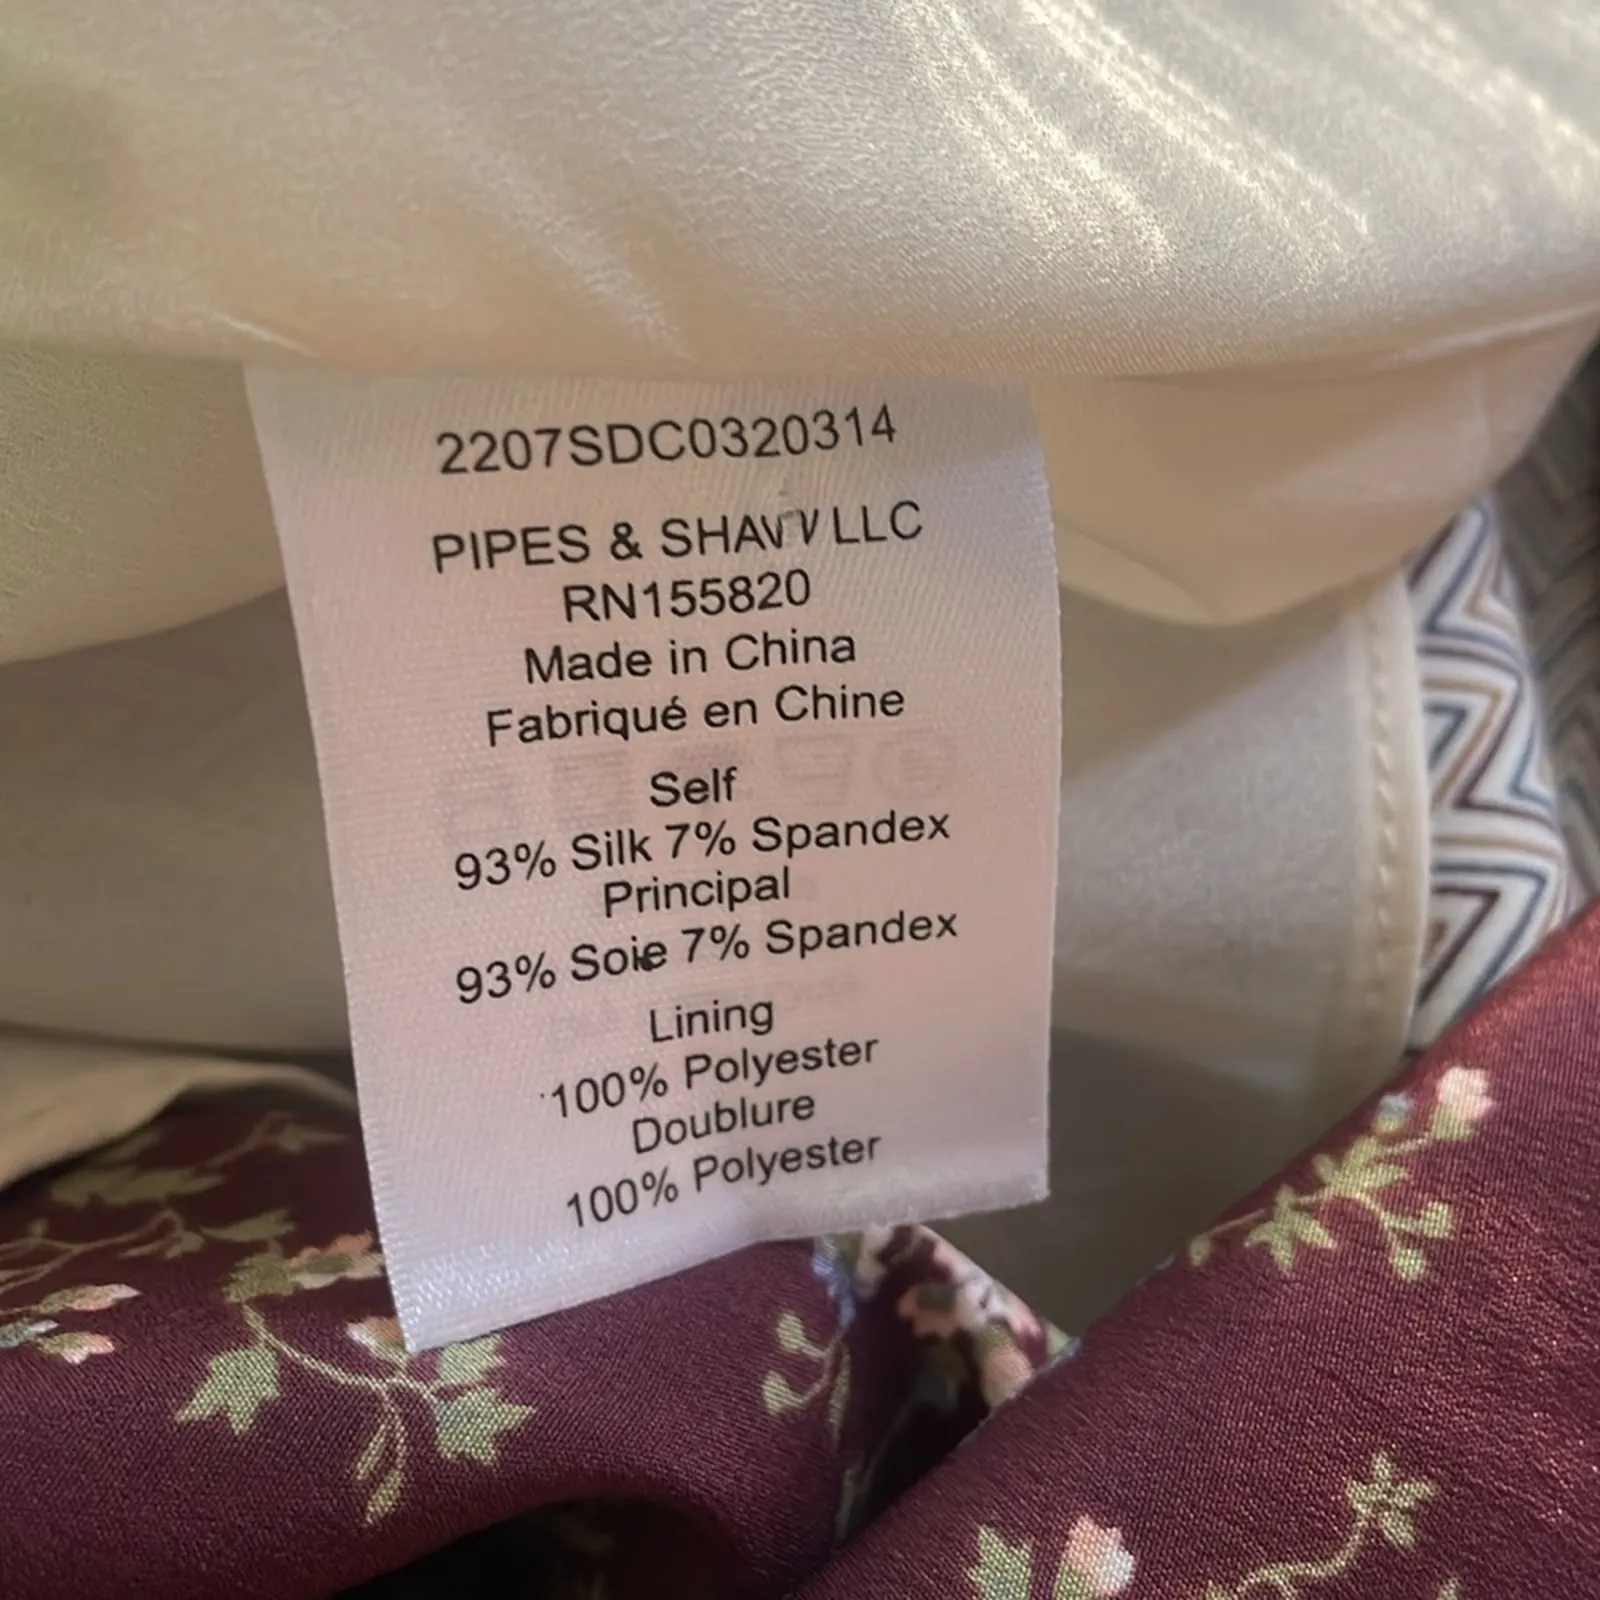 2207SDC0320314
PIPES & SHAW LLC
RN155820
Made in China
Fabriqué en Chine
Self
93% Silk 7% Spandex
Principal
93% Soie 7% Spandex
Lining
100% Polyester
Doublure
100% Polyester